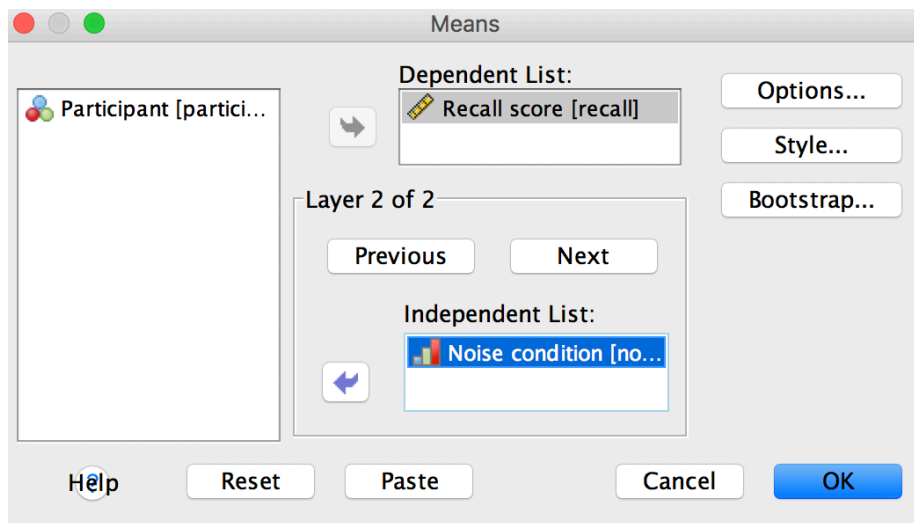 Means
Participant [partici...
Dependent List:
Recall score [recall]
Options...
Style...
Bootstrap...
Layer 2 of 2
Previous
Next
Independent List:
Noise condition [no...
Help
Reset
Paste
Cancel
OK